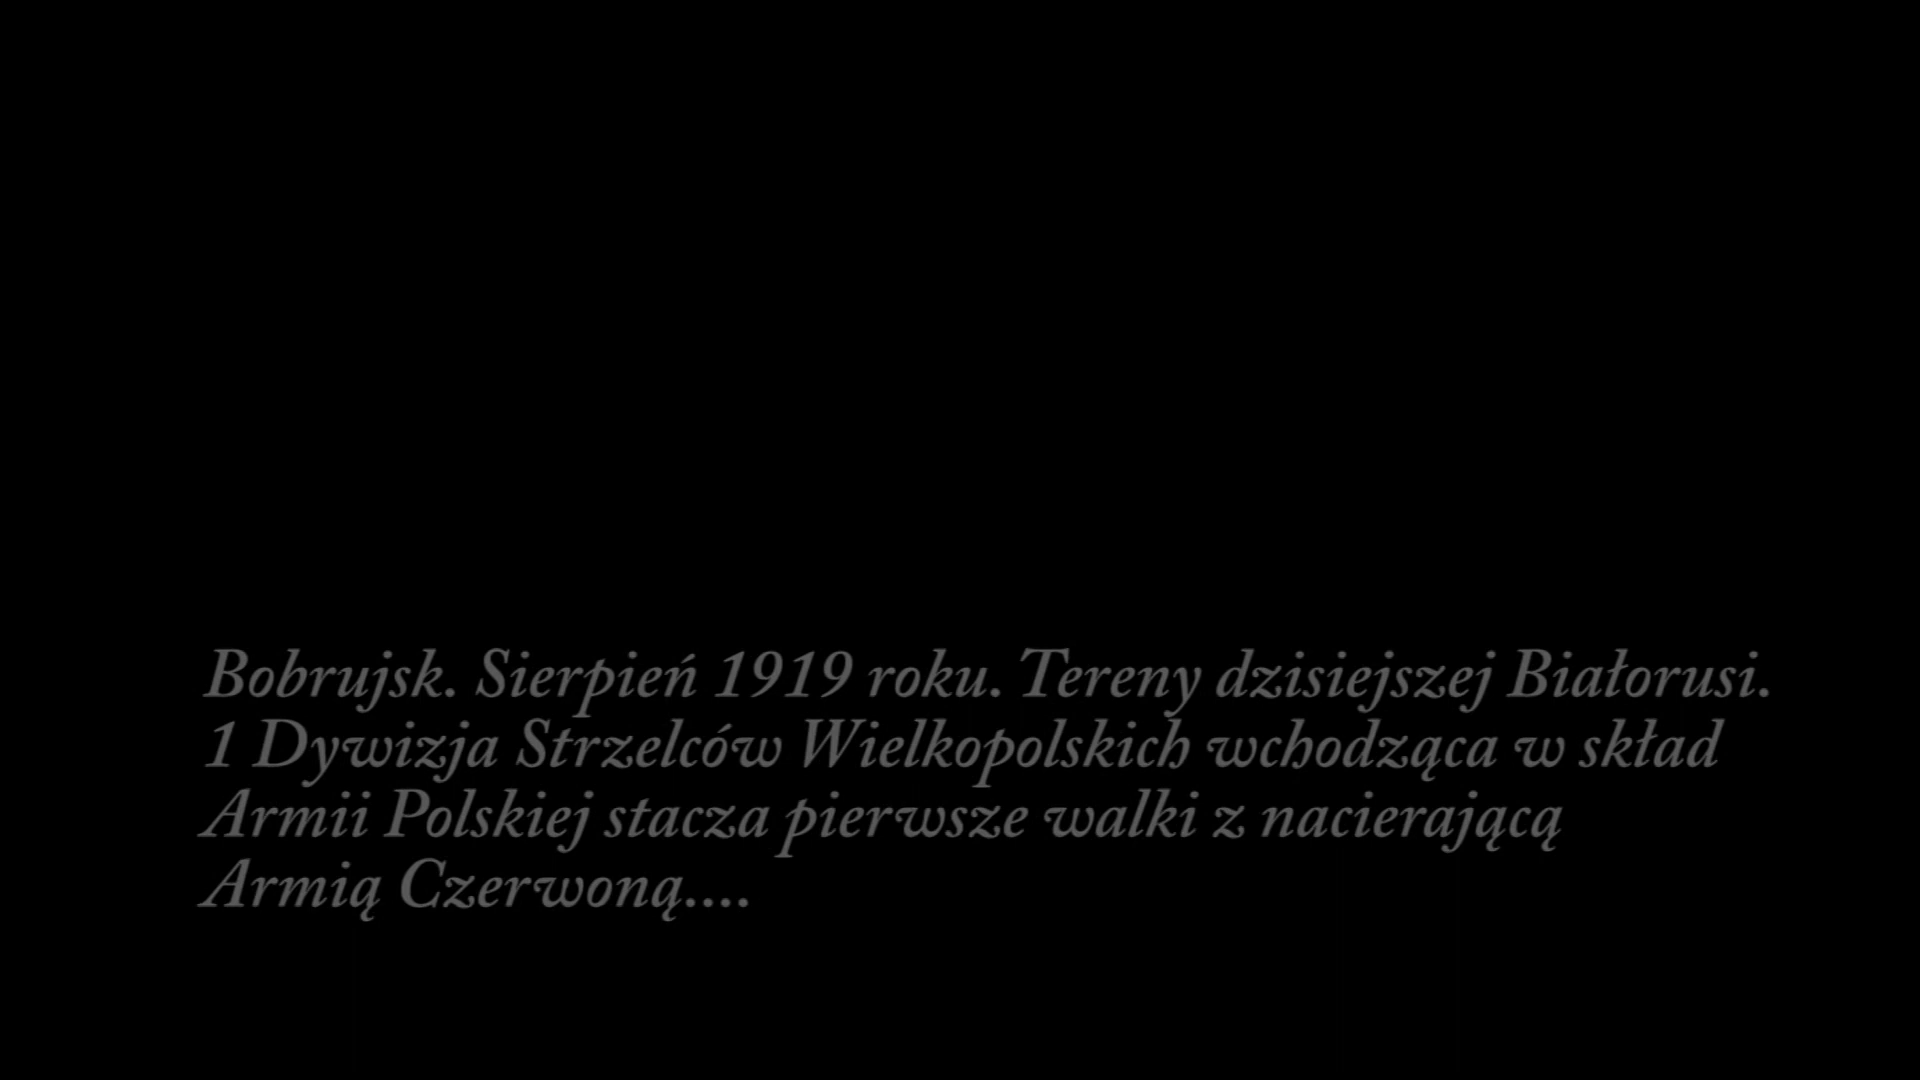 Bobrujsk. Sierpień 1919 roku. Tereny dzisiejszej Białorusi.
1 Dywizja Strzelców Wielkopolskich wchodząca w skład
Armii Polskiej stacza pierwsze walki z nacierającą
Armią Czerwoną....